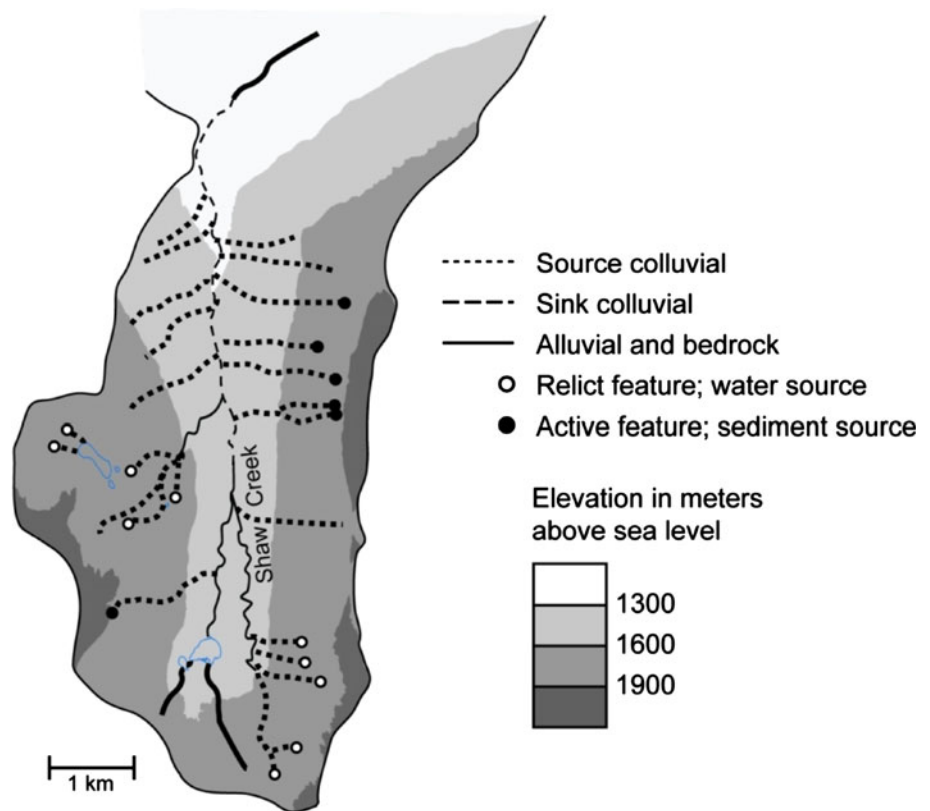 Source colluvial
Sink colluvial
Alluvial and bedrock
Relict feature; water source
Active feature; sediment source
Shaw Creek
Elevation in meters
above sea level
1300
1600
1900
1 km